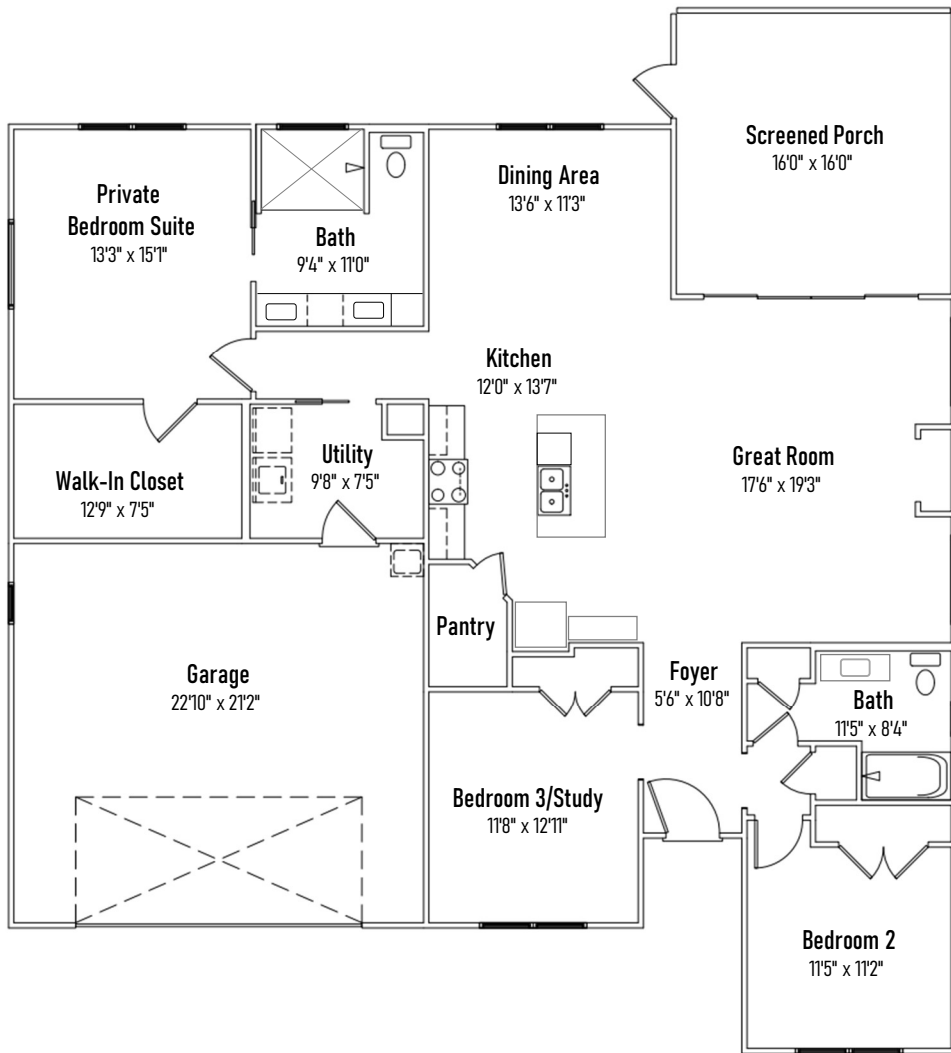 Screened Porch
16'0" x 16'0"
Private
Bedroom Suite
13'3" x 15'1"
Dining Area
13'6" x 11'3"
Bath
9'4" x 11'0"
Kitchen
12'0" x 13'7"
Great Room
17'6" x 19'3"
Walk-In Closet
12'9" x 7'5"
Utility
9'8" x 7'5"
Pantry
Garage
22'10" x 21'2"
Foyer
5'6" x 10'8"
Bath
11'5" x 8'4"
Bedroom 3/Study
11'8" x 12'11"
Bedroom 2
11'5" x 11'2"